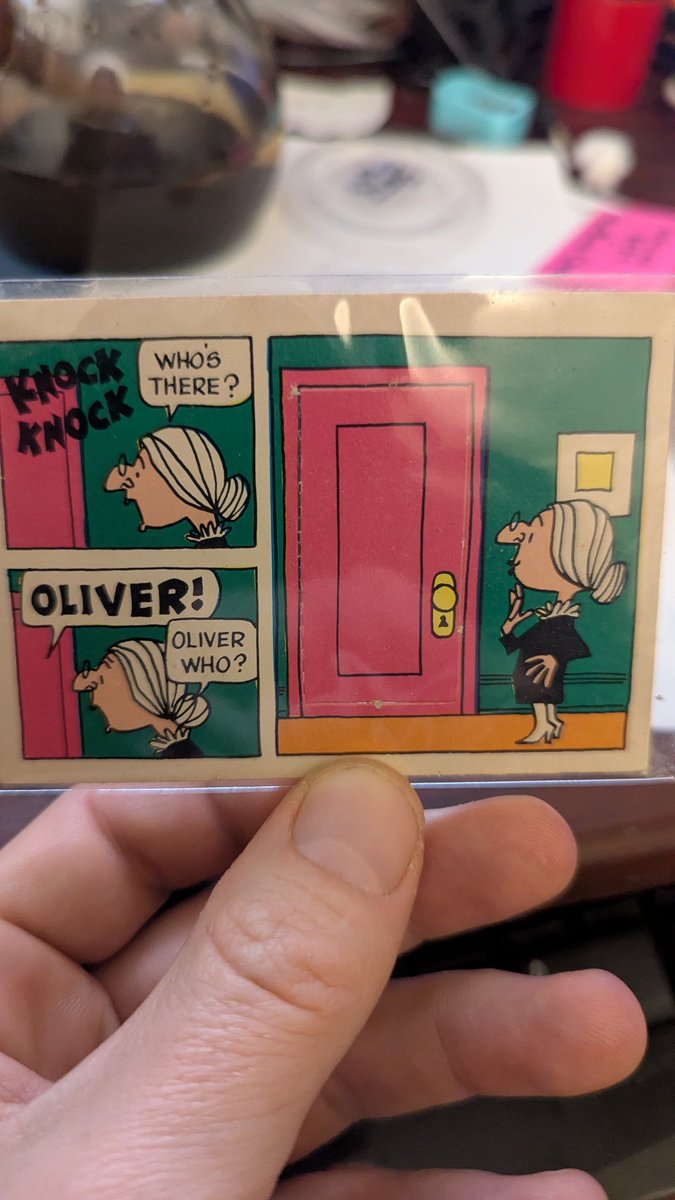 KNOCK
KNOCK
WHO'S
THERE?
OLIVER!
OLIVER
WHO?